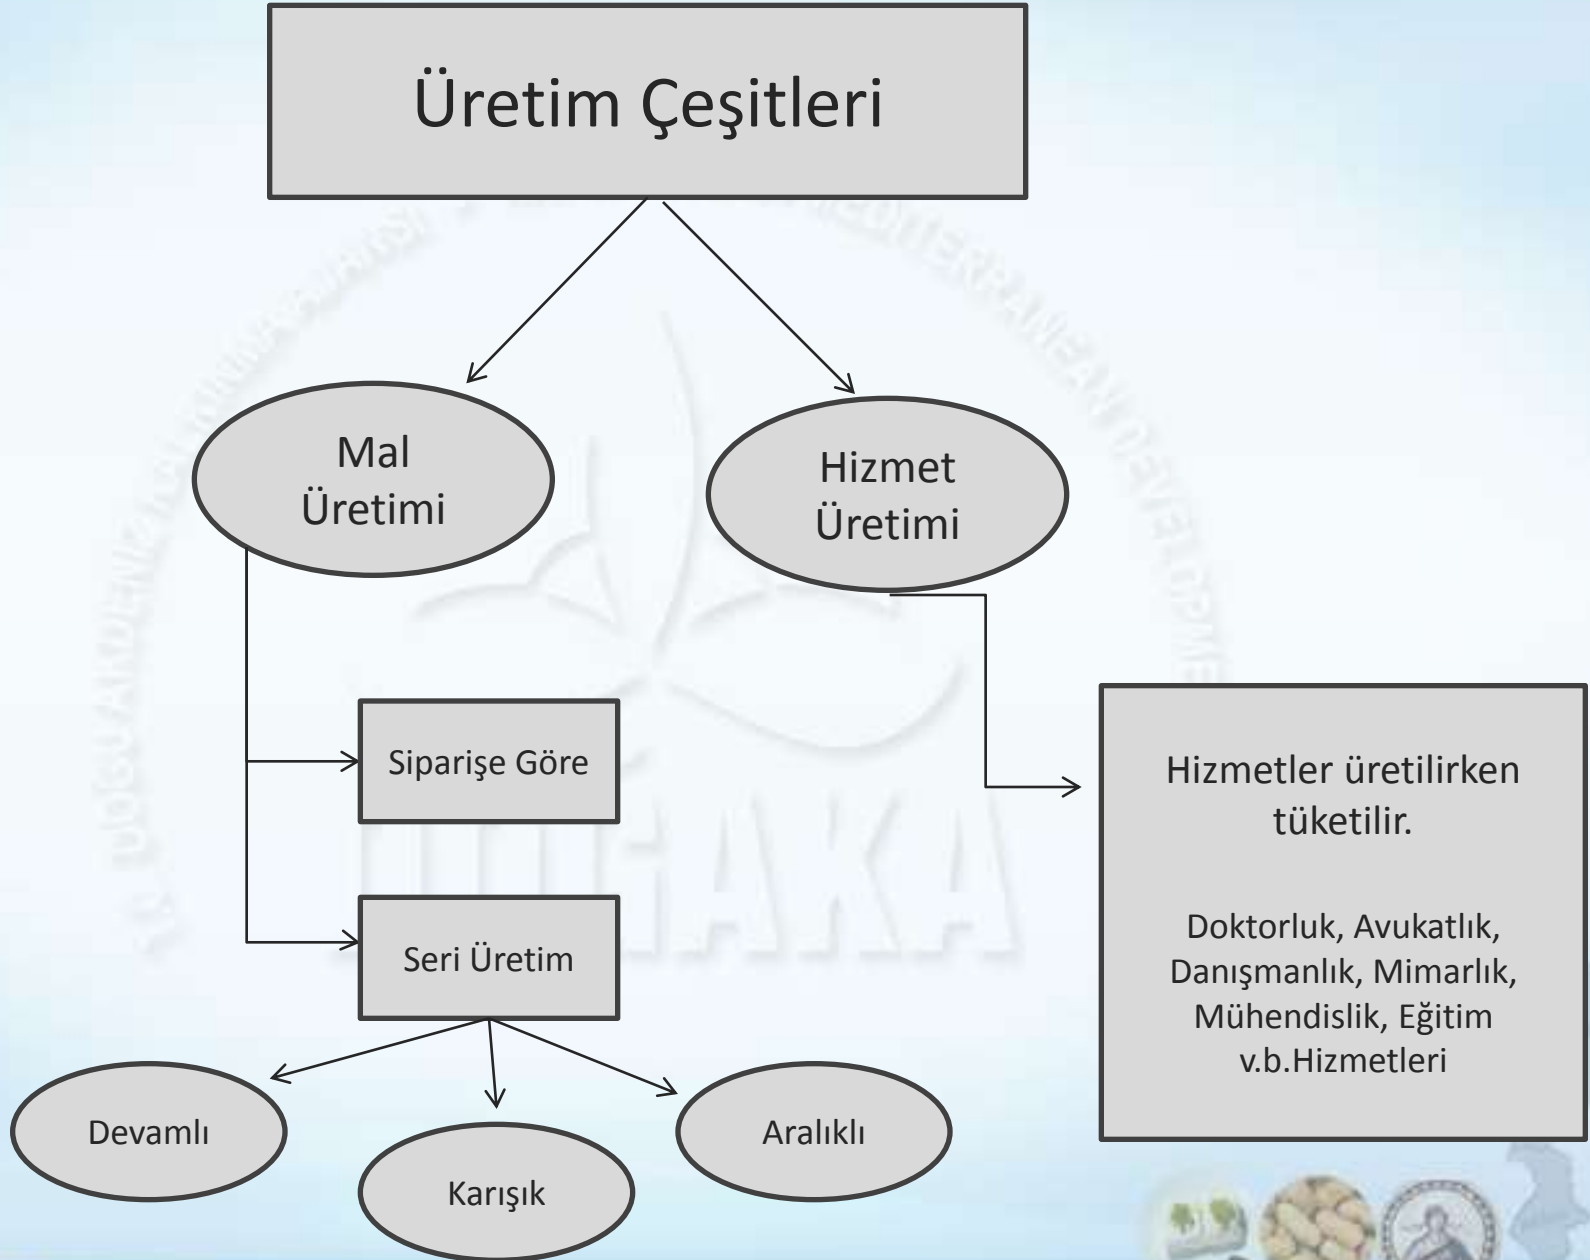 Üretim Çeşitleri
Mal
Üretimi
Hizmet
Üretimi
Siparişe Göre
Seri Üretim
Devamlı
Karışık
Aralıklı
Hizmetler üretilirken
tüketilir.
Doktorluk, Avukatlık,
Danışmanlık, Mimarlık,
Mühendislik, Eğitim
v.b.Hizmetleri